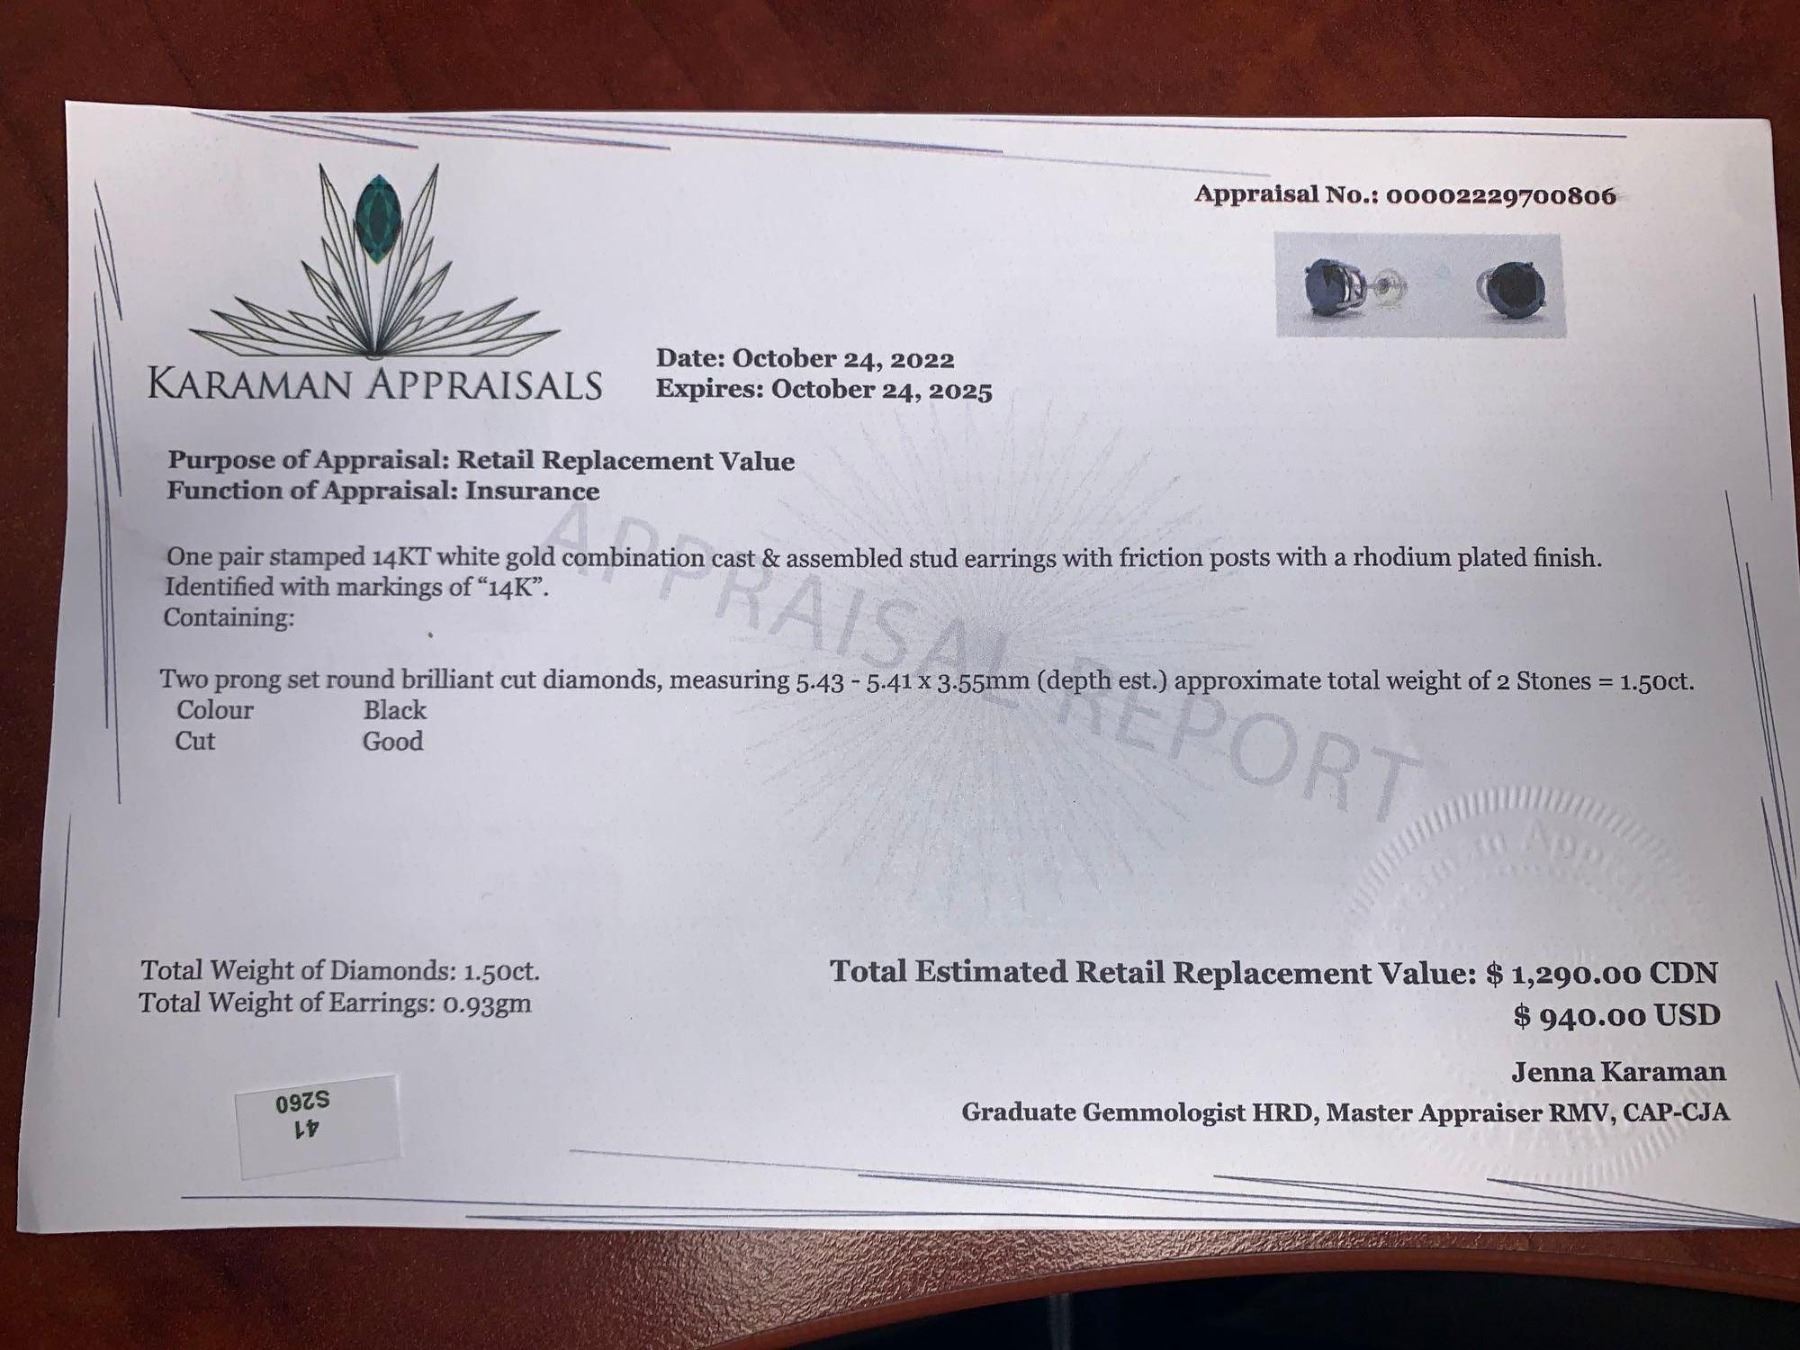 Appraisal No.: 00002229700806
KARAMAN APPRAISALS
Date: October 24, 2022
Expires: October 24, 2025
Purpose of Appraisal: Retail Replacement Value
Function of Appraisal: Insurance
APPRAISAL REPORT
One pair stamped 14KT white gold combination cast & assembled stud earrings with friction posts with a rhodium plated finish.
Identified with markings of “14K”.
Containing:
Two prong set round brilliant cut diamonds, measuring 5.43 - 5.41 x 3.55mm (depth est.) approximate total weight of 2 Stones = 1.50ct.
Colour Black
Cut Good
Total Weight of Diamonds: 1.50ct.
Total Weight of Earrings: 0.93gm
Total Estimated Retail Replacement Value: $ 1,290.00 CDN
$ 940.00 USD
Jenna Karaman
Graduate Gemmologist HRD, Master Appraiser RMV, CAP-CJA
41
S260